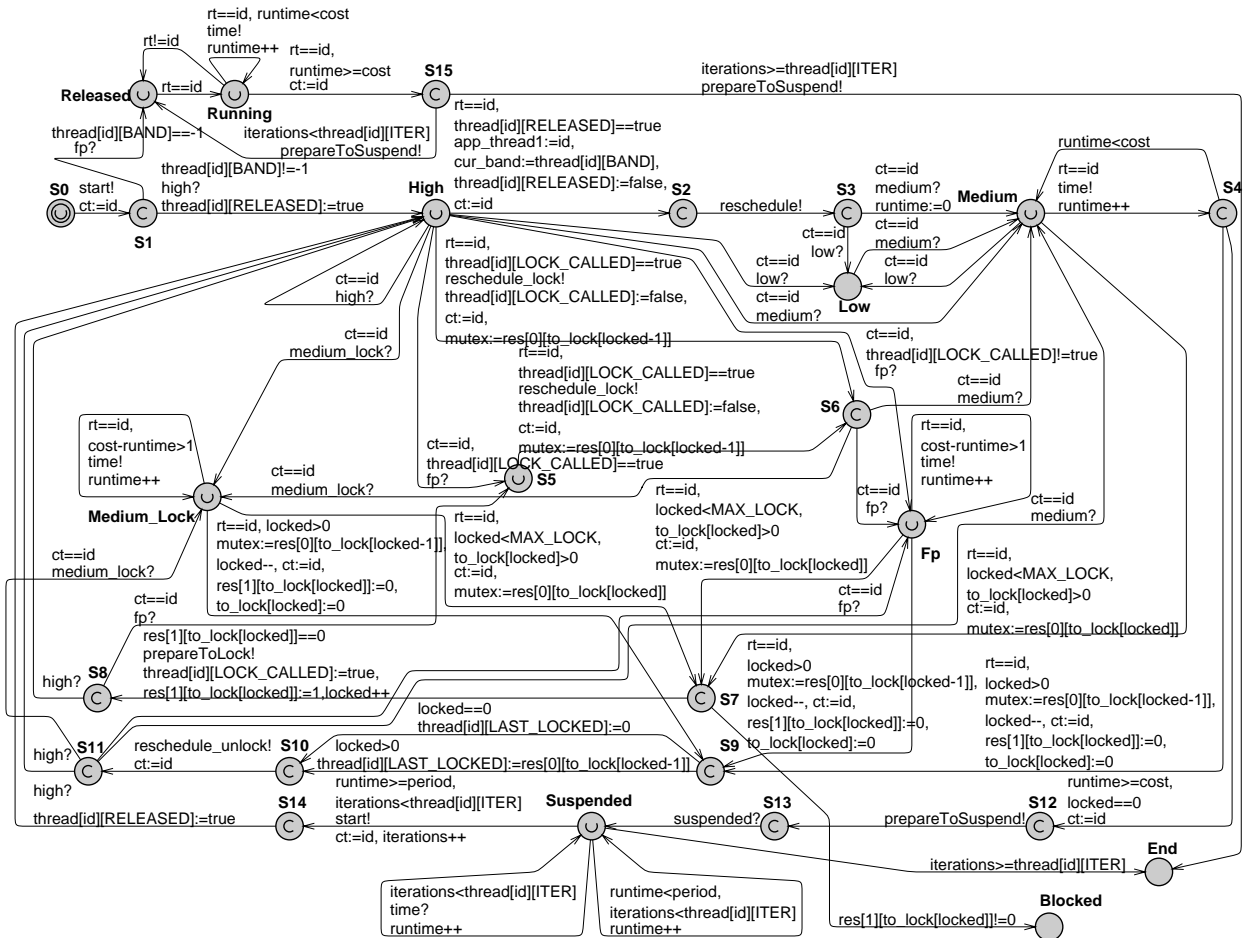 rt==id, runtime<cost
time!
runtime++
rt!=id
rt==id,
runtime>=cost
ct:=id
S15
iterations>=thread[id][ITER]
prepareToSuspend!
Released
rt==id
Running
rt==id,
thread[id][RELEASED]==true
app_thread1:=id,
cur_band:=thread[id][BAND],
thread[id][RELEASED]:=false,
ct:=id
thread[id][BAND]==-1
fp?
iterations<thread[id][ITER]
prepareToSuspend!
runtime<cost
S0
start!
ct:=id
S1
thread[id][BAND]!=-1
high?
thread[id][RELEASED]:=true
High
S2
reschedule!
S3
ct==id
medium?
runtime:=0
Medium
rt==id
time!
runtime++
S4
ct==id
low?
ct==id
medium?
ct==id
low?
ct==id
low?
Low
ct==id
medium?
ct==id
high?
rt==id,
thread[id][LOCK_CALLED]==true
reschedule_lock!
thread[id][LOCK_CALLED]:=false,
ct:=id,
mutex:=res[0][to_lock[locked-1]]
ct==id
medium_lock?
rt==id,
thread[id][LOCK_CALLED]==true
reschedule_lock!
thread[id][LOCK_CALLED]:=false,
ct:=id,
mutex:=res[0][to_lock[locked-1]]
ct==id,
thread[id][LOCK_CALLED]!=true
fp?
ct==id
medium?
S6
rt==id,
cost-runtime>1
time!
runtime++
ct==id,
thread[id][LOCK_CALLED]==true
fp?
S5
rt==id,
cost-runtime>1
time!
runtime++
ct==id
medium_lock?
Medium_Lock
ct==id
fp?
Fp
ct==id
medium?
rt==id,
locked<MAX_LOCK,
to_lock[locked]>0
ct:=id,
mutex:=res[0][to_lock[locked]]
rt==id, locked>0
mutex:=res[0][to_lock[locked-1]],
locked--, ct:=id,
res[1][to_lock[locked]]:=0,
to_lock[locked]:=0
rt==id,
locked<MAX_LOCK,
to_lock[locked]>0
ct:=id,
mutex:=res[0][to_lock[locked]]
ct==id
medium_lock?
rt==id,
locked<MAX_LOCK,
to_lock[locked]>0
ct:=id,
mutex:=res[0][to_lock[locked]]
ct==id
fp?
ct==id
fp?
res[1][to_lock[locked]]==0
prepareToLock!
thread[id][LOCK_CALLED]:=true,
res[1][to_lock[locked]]:=1,locked++
high?
S8
S7
rt==id,
locked>0
mutex:=res[0][to_lock[locked-1]],
locked--, ct:=id,
res[1][to_lock[locked]]:=0,
to_lock[locked]:=0
rt==id,
locked>0
mutex:=res[0][to_lock[locked-1]],
locked--, ct:=id,
res[1][to_lock[locked]]:=0,
to_lock[locked]:=0
locked==0
thread[id][LAST_LOCKED]:=0
high?
S11
reschedule_unlock!
ct:=id
S10
locked>0
thread[id][LAST_LOCKED]:=res[0][to_lock[locked-1]]
S9
high?
thread[id][RELEASED]:=true
S14
runtime>=period,
iterations<thread[id][ITER]
start!
ct:=id, iterations++
Suspended
suspended?
S13
prepareToSuspend!
S12
runtime>=cost,
locked==0
ct:=id
End
iterations>=thread[id][ITER]
iterations<thread[id][ITER]
time?
runtime++
runtime<period,
iterations<thread[id][ITER]
runtime++
Blocked
res[1][to_lock[locked]]!=0